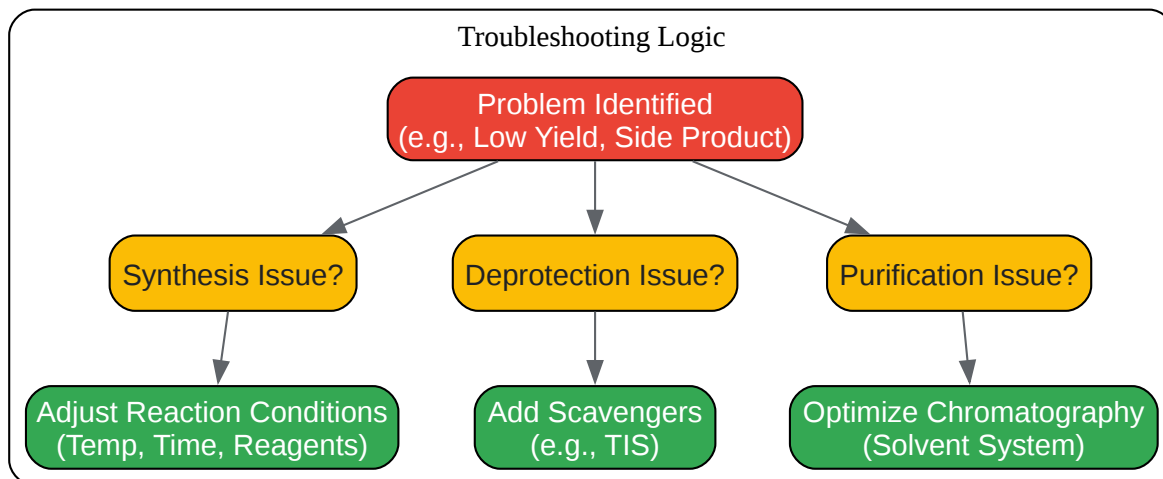 Troubleshooting Logic
Problem Identified
(e.g., Low Yield, Side Product)
Synthesis Issue?
Deprotection Issue?
Purification Issue?
Adjust Reaction Conditions
(Temp, Time, Reagents)
Add Scavengers
(e.g., TIS)
Optimize Chromatography
(Solvent System)